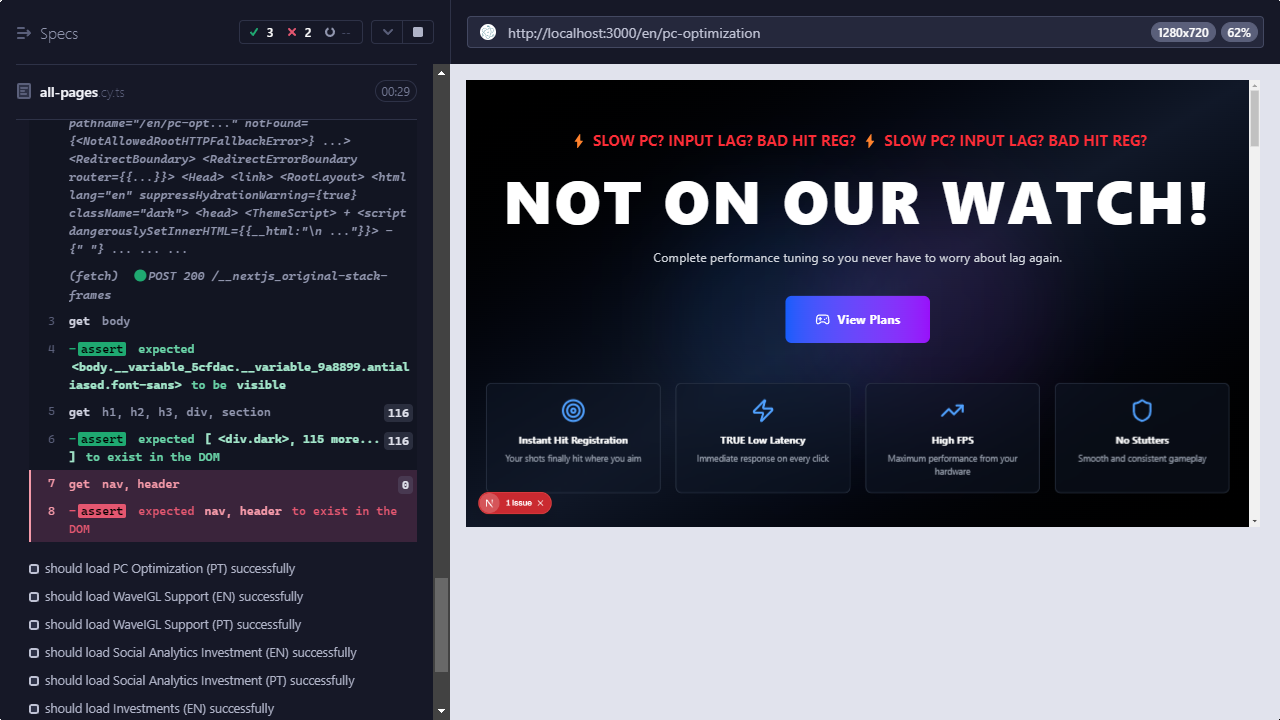 Specs
3
2
--
http://localhost:3000/en/pc-optimization
1280x720
62%
all-pages.cy.ts
00:29
pathname="/en/pc-opt..." notFound=
{<NotAllowedRootHTTPFallbackError>} ...>
<RedirectBoundary> <RedirectErrorBoundary
router={{...}}> <Head> <link> <RootLayout> <html
lang="en" suppressHydrationWarning={true}
className="dark"> <head> <ThemeScript> + <script
dangerouslySetInnerHTML={{__html:"\n ..."}}> -
{" "} ... ... ...
(fetch) POST 200 /__nextjs_original-stack-
frames
3 get body
4 -assert expected
<body.__variable_5cfdac.__variable_9a8899.antial
iased.font-sans> to be visible
5 get h1, h2, h3, div, section 116
6 -assert expected [ <div.dark>, 115 more... 116
] to exist in the DOM
7 get nav, header 0
8 -assert expected nav, header to exist in the
DOM
should load PC Optimization (PT) successfully
should load WaveIGL Support (EN) successfully
should load WaveIGL Support (PT) successfully
should load Social Analytics Investment (EN) successfully
should load Social Analytics Investment (PT) successfully
should load Investments (EN) successfully
SLOW PC? INPUT LAG? BAD HIT REG? SLOW PC? INPUT LAG? BAD HIT REG?
NOT ON OUR WATCH!
Complete performance tuning so you never have to worry about lag again.
View Plans
Instant Hit Registration
Your shots finally hit where you aim
TRUE Low Latency
Immediate response on every click
High FPS
Maximum performance from your
hardware
No Stutters
Smooth and consistent gameplay
N 1 Issue